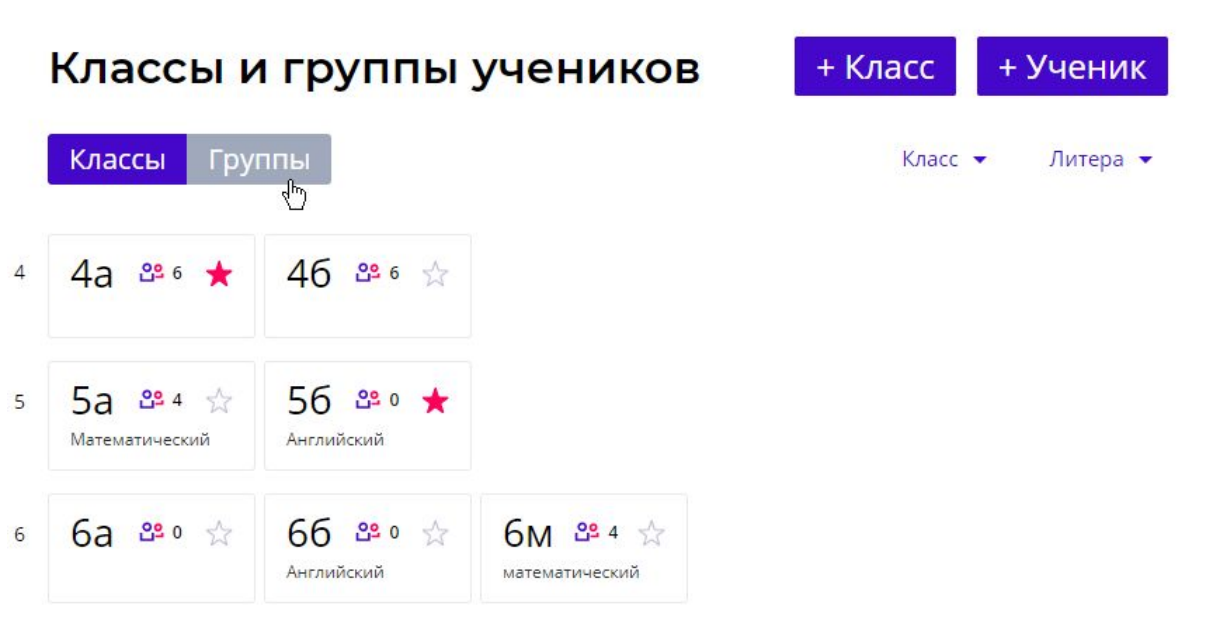 Классы и группы учеников
+ Класс
+ Ученик
Классы
Группы
Класс
Литера
4
4а 6
4б 6
5
5а 4
Математический
5б 0
Английский
6
6а 0
6б 0
Английский
6м 4
математический